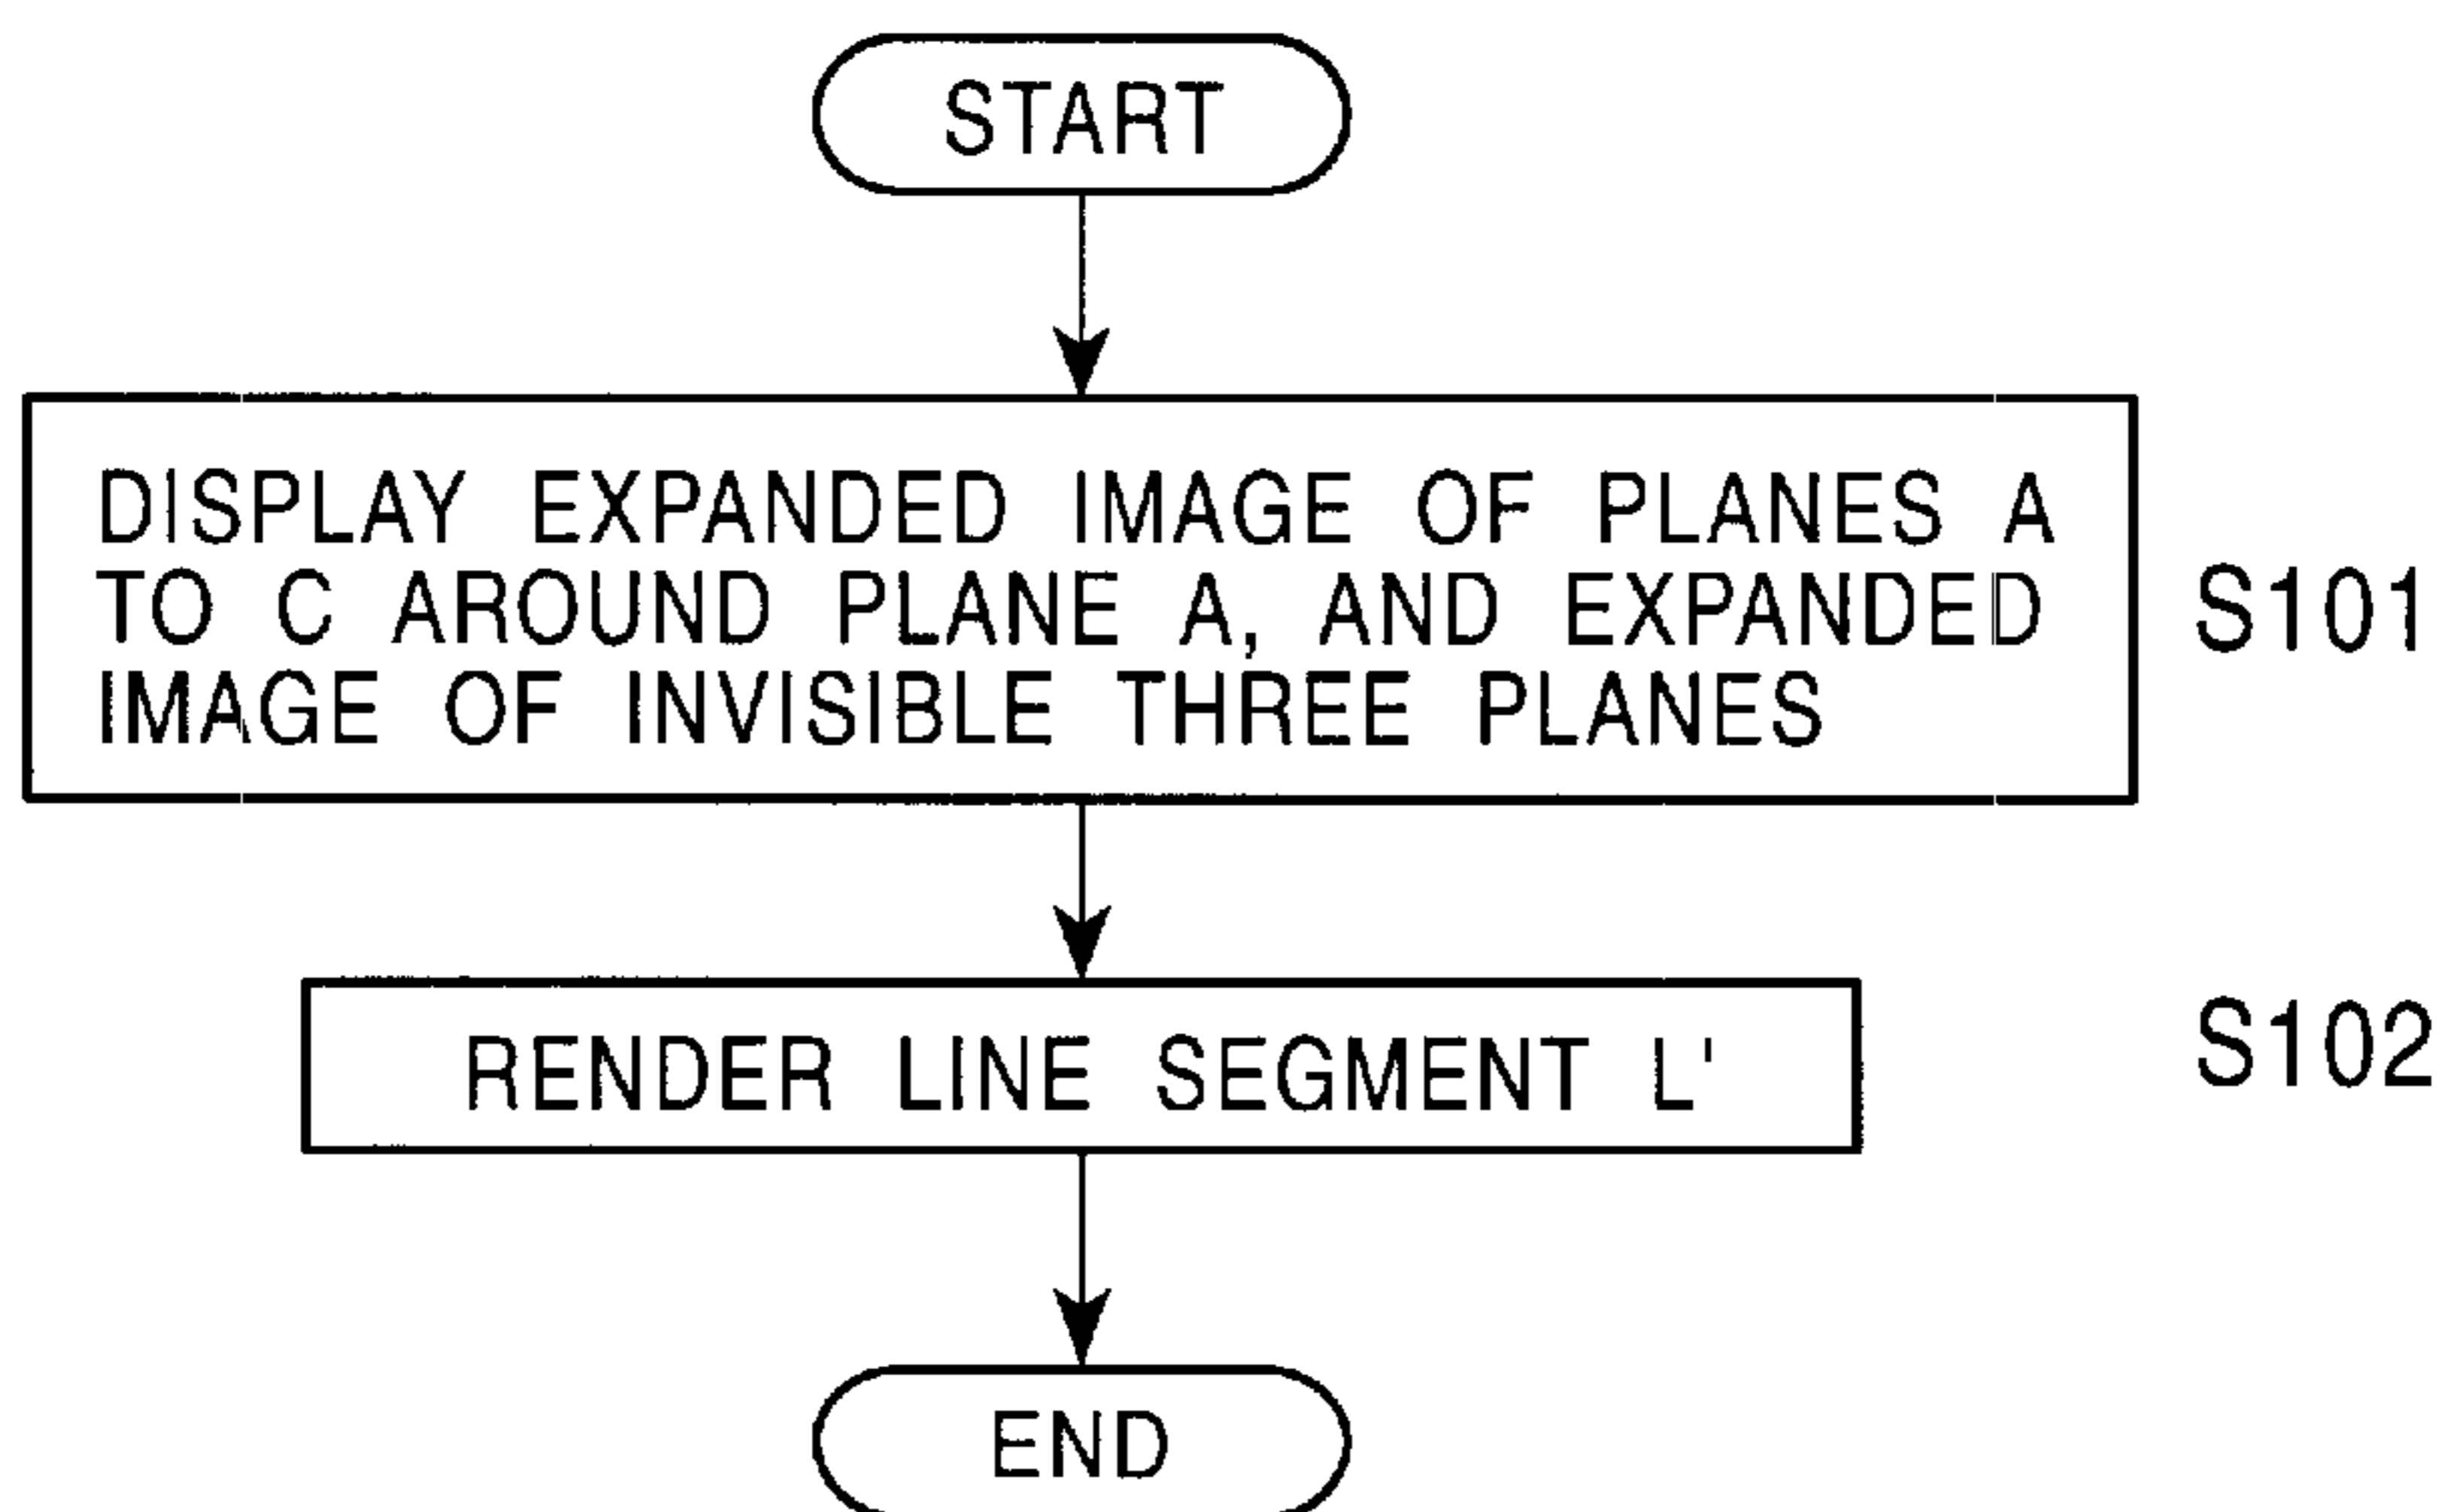 START
DISPLAY EXPANDED IMAGE OF PLANES A
TO C AROUND PLANE A, AND EXPANDED
IMAGE OF INVISIBLE THREE PLANES
S101
RENDER LINE SEGMENT L'
S102
END